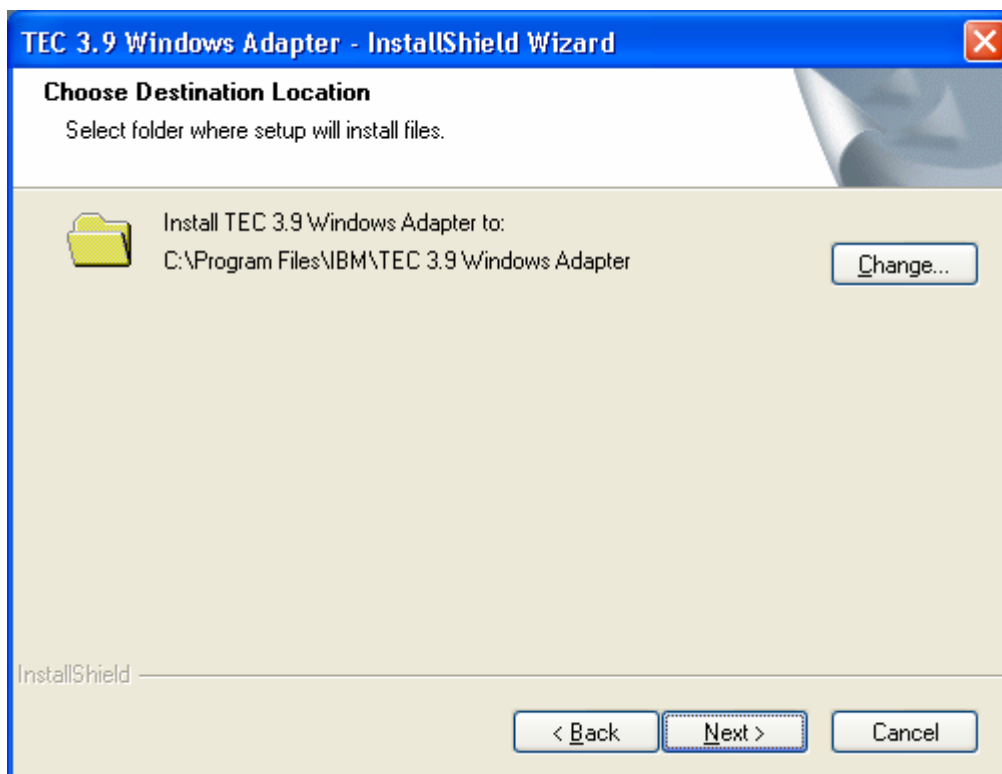 TEC 3.9 Windows Adapter - InstallShield Wizard
Choose Destination Location
Select folder where setup will install files.
Install TEC 3.9 Windows Adapter to:
C:\Program Files\IBM\TEC 3.9 Windows Adapter
Change...
InstallShield
< Back
Next >
Cancel